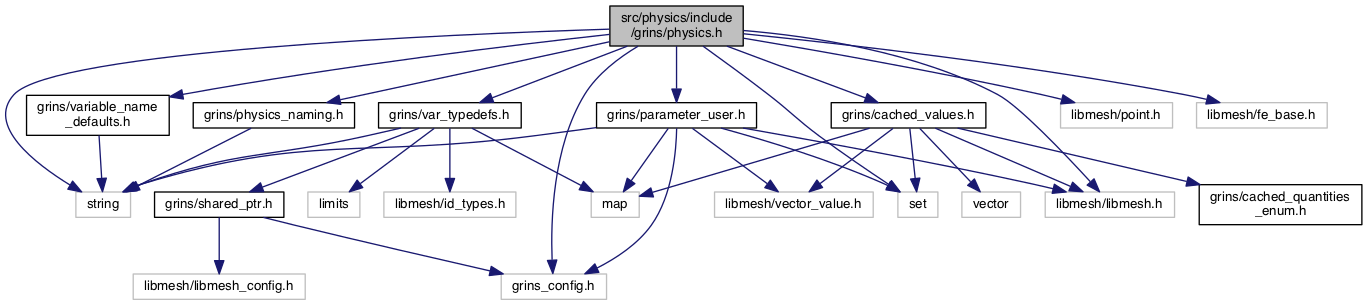 src/physics/include
/grins/physics.h
grins/variable_name
_defaults.h
grins/physics_naming.h
grins/var_typedefs.h
grins/parameter_user.h
grins/cached_values.h
libmesh/point.h
libmesh/fe_base.h
string
grins/shared_ptr.h
limits
libmesh/id_types.h
map
libmesh/vector_value.h
set
vector
libmesh/libmesh.h
grins/cached_quantities
_enum.h
libmesh/libmesh_config.h
grins_config.h